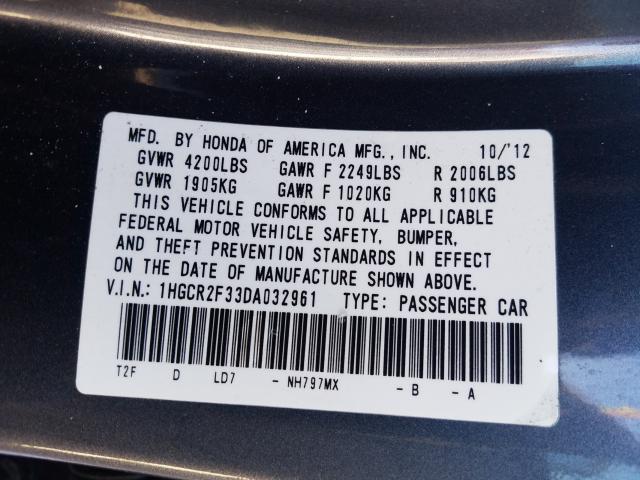 MFD. BY HONDA OF AMERICA MFG., INC. 10/'12
GVWR 4200LBS GAWR F 2249LBS R 2006LBS
GVWR 1905KG GAWR F 1020KG R 910KG
THIS VEHICLE CONFORMS TO ALL APPLICABLE
FEDERAL MOTOR VEHICLE SAFETY, BUMPER,
AND THEFT PREVENTION STANDARDS IN EFFECT
ON THE DATE OF MANUFACTURE SHOWN ABOVE.
V.I.N.: 1HGCR2F33DA032961 TYPE: PASSENGER CAR
T2F D LD7 - NH797MX - B - A